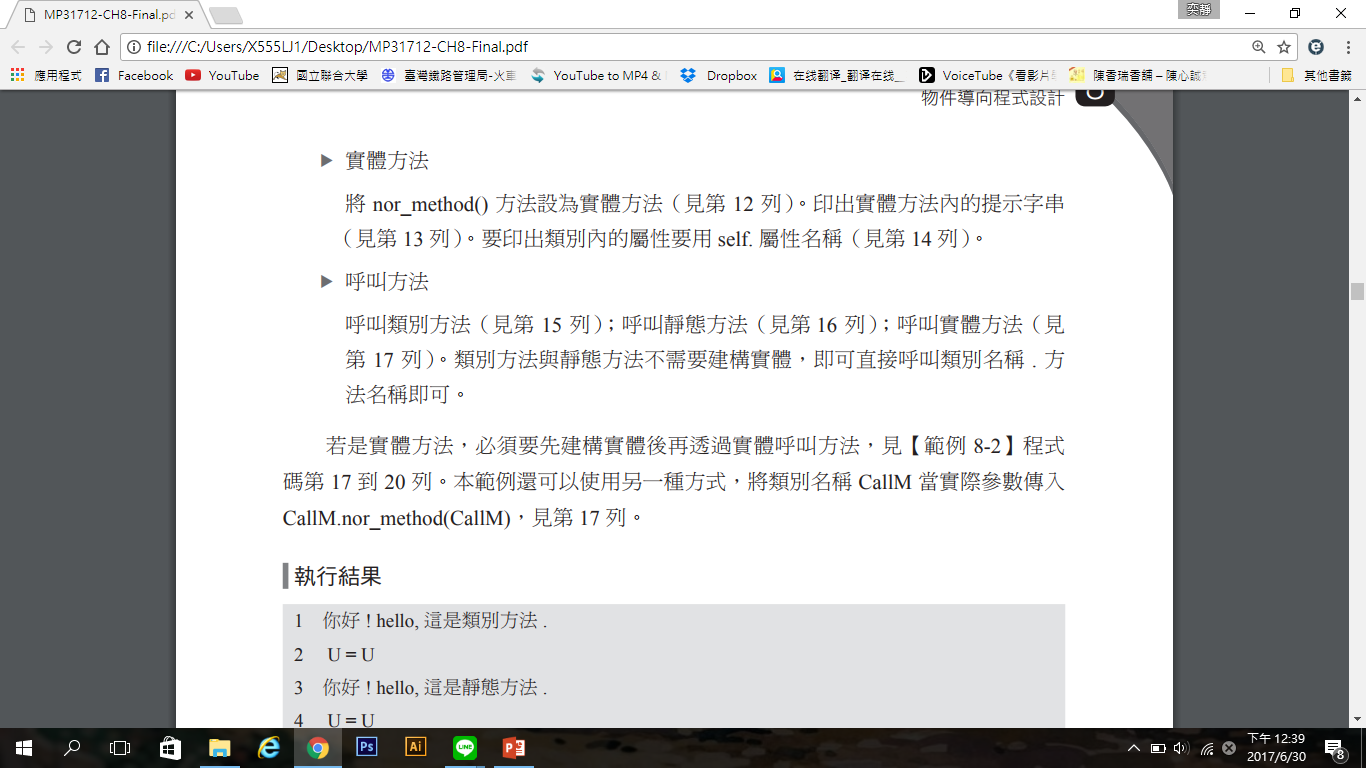 MP31712-CH8-Final.pd
奕靜
file:///C:/Users/X555LJ1/Desktop/MP31712-CH8-Final.pdf
應用程式 Facebook YouTube 國立聯合大學 臺灣鐵路管理局-火車 YouTube to MP4 & Dropbox 在线翻译_翻译在线_ VoiceTube《看影片 陳香瑞香舖 – 陳心誠 其他書籤
物件導向程式設計
實體方法
將 nor_method() 方法設為實體方法（見第 12 列）。印出實體方法內的提示字串
（見第 13 列）。要印出類別內的屬性要用 self. 屬性名稱（見第 14 列）。
呼叫方法
呼叫類別方法（見第 15 列）；呼叫靜態方法（見第 16 列）；呼叫實體方法（見
第 17 列）。類別方法與靜態方法不需要建構實體，即可直接呼叫類別名稱 . 方
法名稱即可。
若是實體方法，必須要先建構實體後再透過實體呼叫方法，見【範例 8-2】程式
碼第 17 到 20 列。本範例還可以使用另一種方式，將類別名稱 CallM 當實際參數傳入
CallM.nor_method(CallM)，見第 17 列。
執行結果
1 你好 ! hello, 這是類別方法 .
2 U = U
3 你好 ! hello, 這是靜態方法 .
4 U = U
Ps Ai LINE
下午 12:39
2017/6/30
8